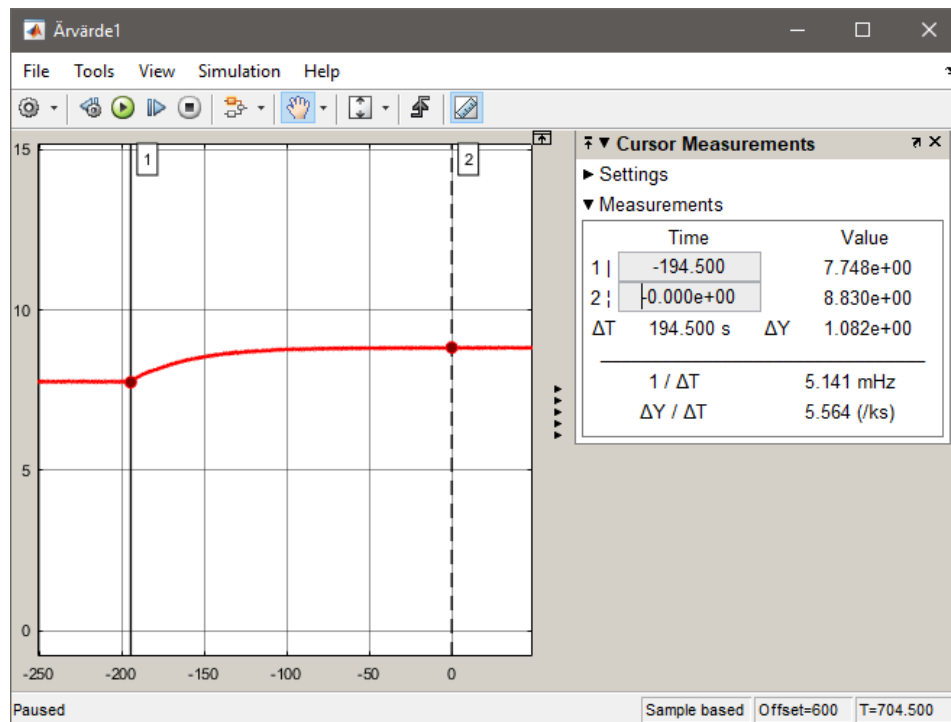 Ärvärde1
File Tools View Simulation Help
15
10
5
0
-250 -200 -150 -100 -50 0
1
2
Cursor Measurements
Settings
Measurements
Time Value
1 | -194.500 7.748e+00
2 ¦ -0.000e+00 8.830e+00
ΔT 194.500 s ΔY 1.082e+00
1 / ΔT 5.141 mHz
ΔY / ΔT 5.564 (/ks)
Paused Sample based Offset=600 T=704.500